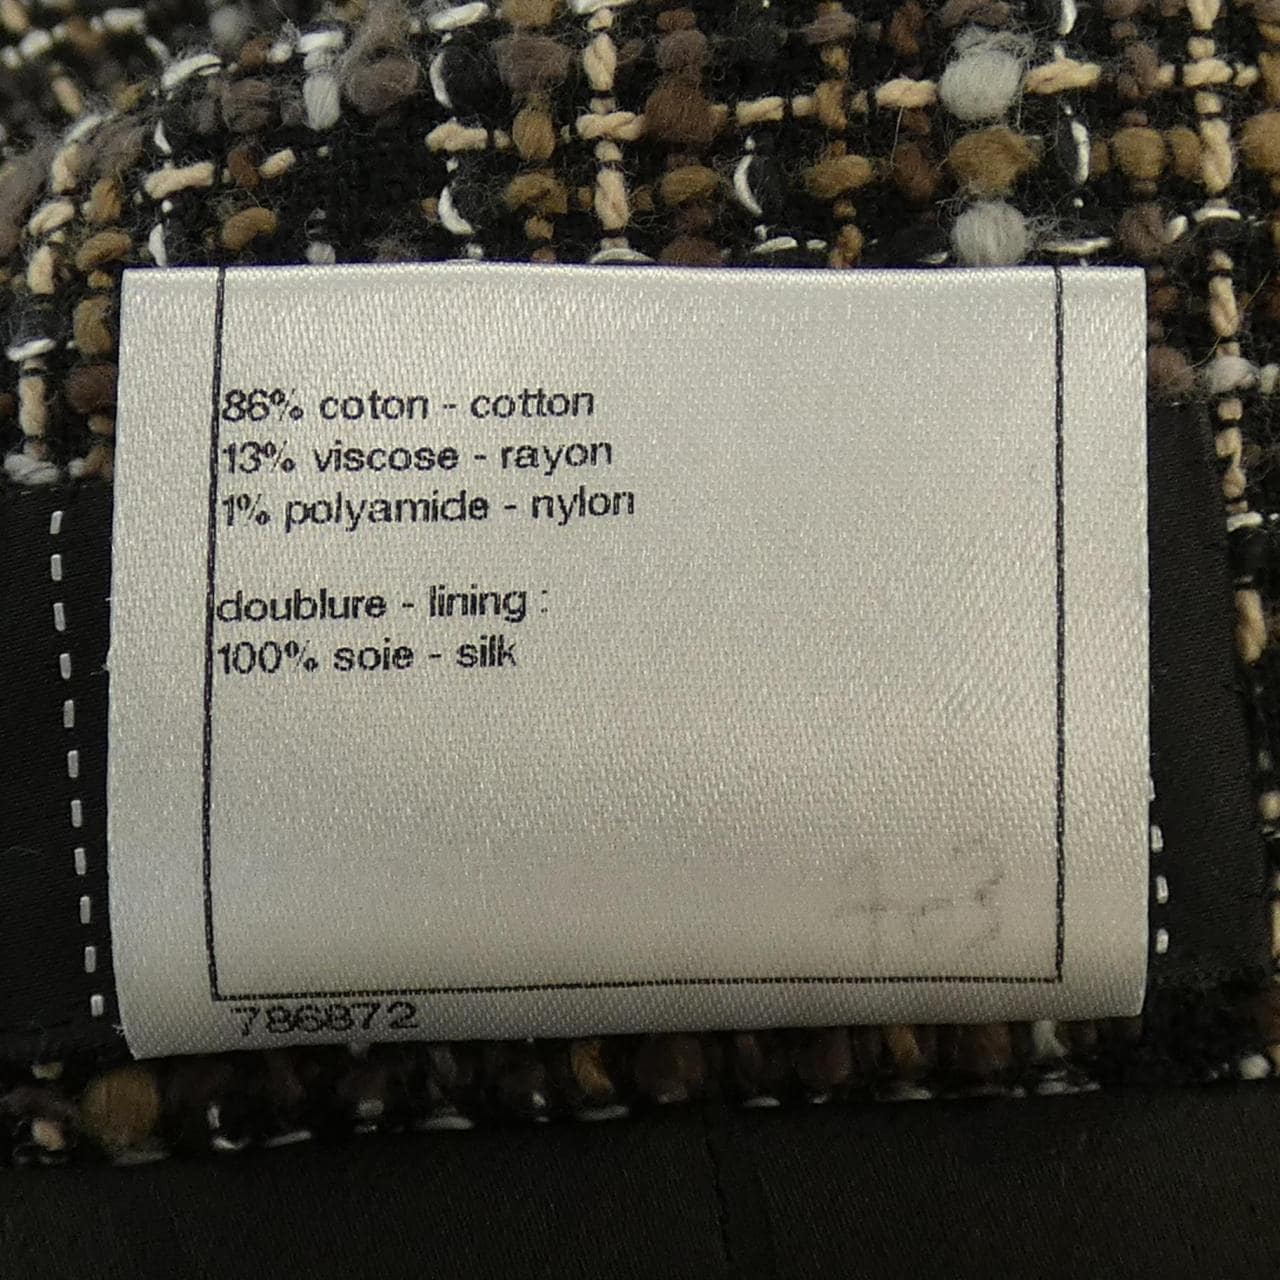 86% coton - cotton
13% viscose - rayon
1% polyamide - nylon
doublure - lining :
100% soie - silk
786872